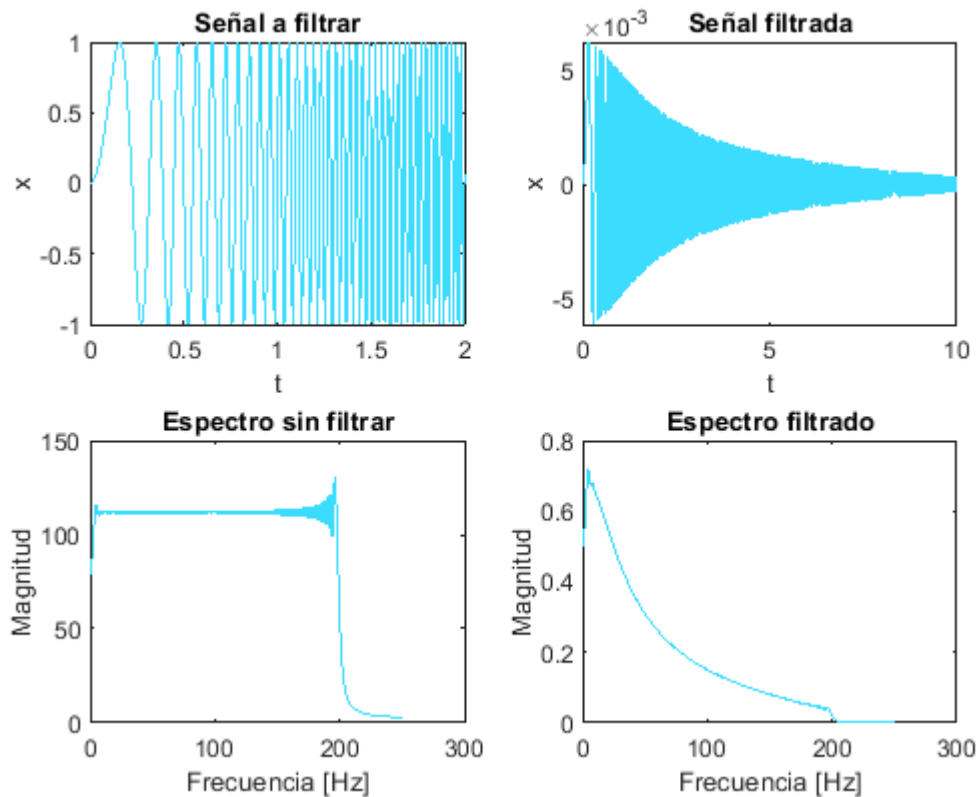 Señal a filtrar
1
0.5
0
-0.5
-1
x
0 0.5 1 1.5 2
t
Señal filtrada
×10⁻³
5
0
-5
x
0 5 10
t
Espectro sin filtrar
150
100
50
0
Magnitud
0 100 200 300
Frecuencia [Hz]
Espectro filtrado
0.8
0.6
0.4
0.2
0
Magnitud
0 100 200 300
Frecuencia [Hz]